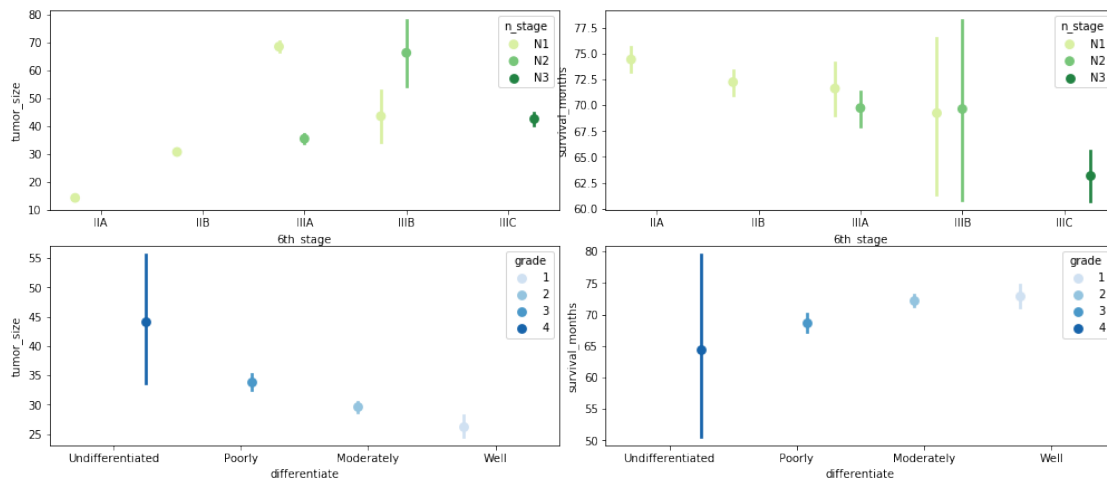 tumor_size
80
70
60
50
40
30
20
10
IIA
IIB
IIIA
IIIB
IIIC
6th_stage
n_stage
N1
N2
N3
survival_months
77.5
75.0
72.5
70.0
67.5
65.0
62.5
60.0
IIA
IIB
IIIA
IIIB
IIIC
6th_stage
n_stage
N1
N2
N3
tumor_size
55
50
45
40
35
30
25
Undifferentiated
Poorly
Moderately
Well
differentiate
grade
1
2
3
4
survival_months
80
75
70
65
60
55
50
Undifferentiated
Poorly
Moderately
Well
differentiate
grade
1
2
3
4